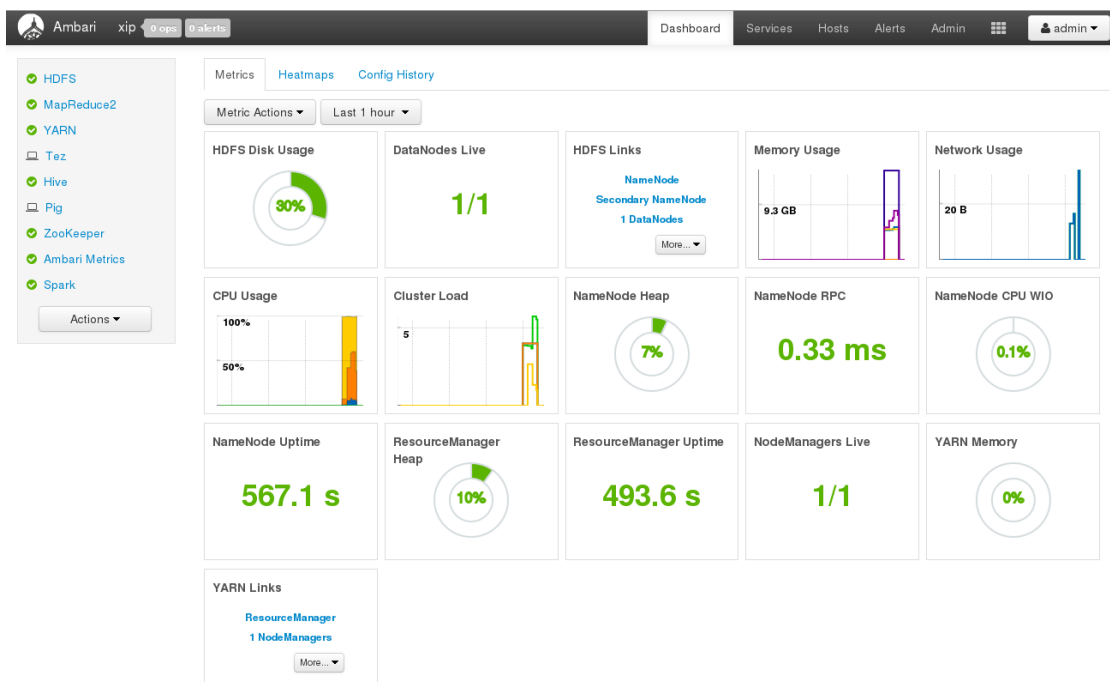 Ambari xip 0 ops 0 alerts Dashboard Services Hosts Alerts Admin admin
HDFS
MapReduce2
YARN
Tez
Hive
Pig
ZooKeeper
Ambari Metrics
Spark
Actions
Metrics Heatmaps Config History
Metric Actions Last 1 hour
HDFS Disk Usage
30%
DataNodes Live
1/1
HDFS Links
NameNode
Secondary NameNode
1 DataNodes
More...
Memory Usage
9.3 GB
Network Usage
20 B
CPU Usage
100%
50%
Cluster Load
5
NameNode Heap
7%
NameNode RPC
0.33 ms
NameNode CPU WIO
0.1%
NameNode Uptime
567.1 s
ResourceManager
Heap
10%
ResourceManager Uptime
493.6 s
NodeManagers Live
1/1
YARN Memory
0%
YARN Links
ResourceManager
1 NodeManagers
More...